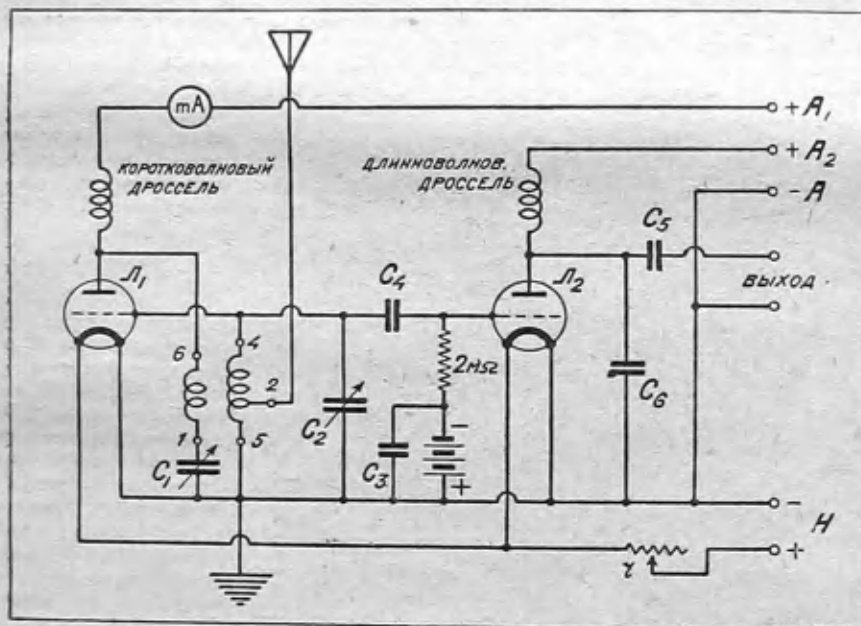 mA
+A₁
+A₂
-A
КОРОТКОВОЛНОВЫЙ
ДРОССЕЛЬ
ДЛИННОВОЛНОВ.
ДРОССЕЛЬ
C₅
ВЫХОД
Л₁
C₄
Л₂
6
4
2
2MΩ
1
5
C₁
C₂
C₃
-
+
C₆
-
Н
+
r